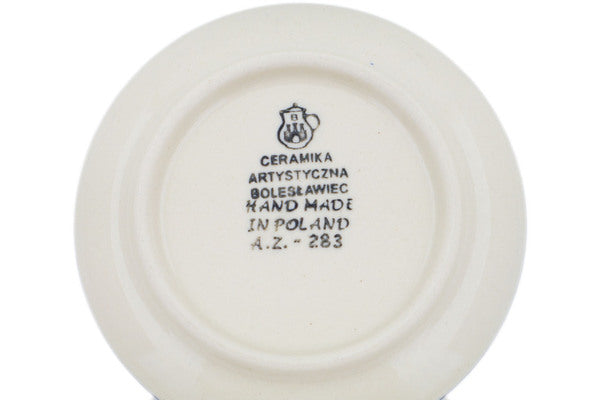 B
CERAMIKA
ARTYSTYCZNA
BOLESŁAWIEC
HAND MADE
IN POLAND
A.Z. - 283